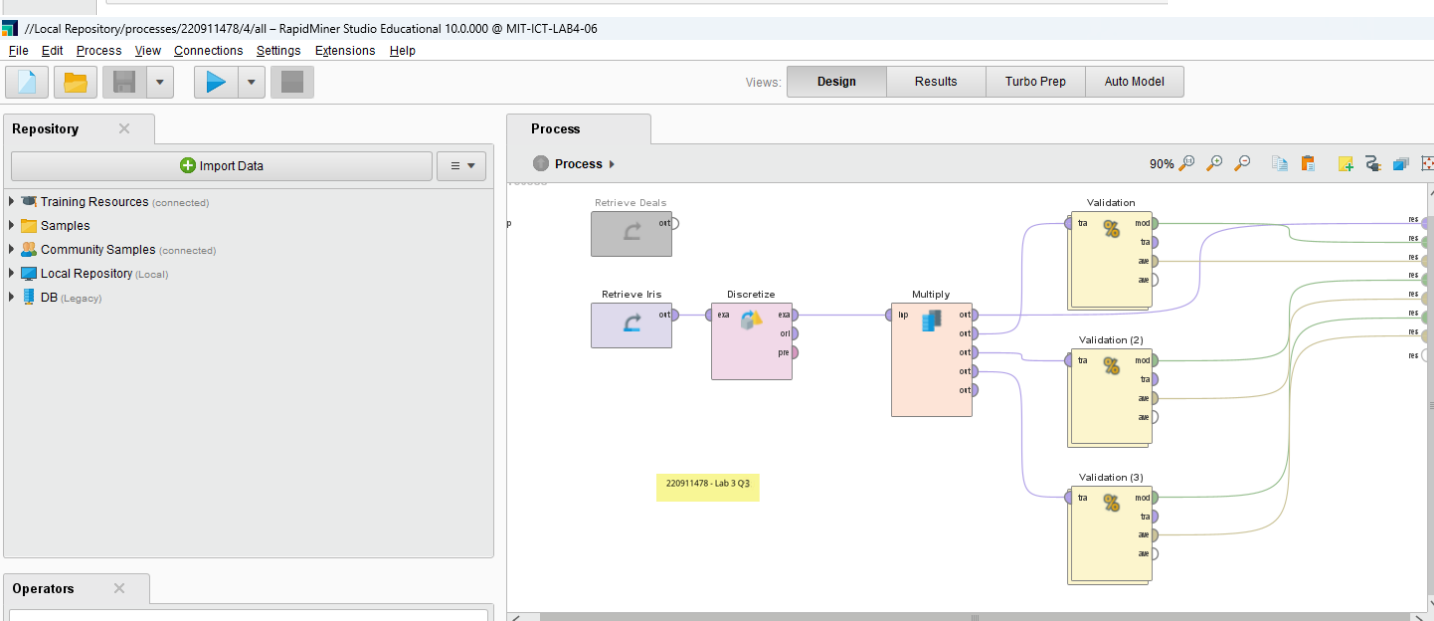 //Local Repository/processes/220911478/4/all – RapidMiner Studio Educational 10.0.000 @ MIT-ICT-LAB4-06
File Edit Process View Connections Settings Extensions Help
Views: Design Results Turbo Prep Auto Model
Repository
Import Data
Training Resources (connected)
Samples
Community Samples (connected)
Local Repository (Local)
DB (Legacy)
Operators
Process
Process
90%
Retrieve Deals
out
Retrieve Iris
out
Discretize
exa exa
ori
pre
Multiply
inp out
out
out
out
out
Validation
tra mod
tra
ave
ave
Validation (2)
tra mod
tra
ave
ave
Validation (3)
tra mod
tra
ave
ave
res
res
res
res
res
res
res
res
220911478 - Lab 3 Q3